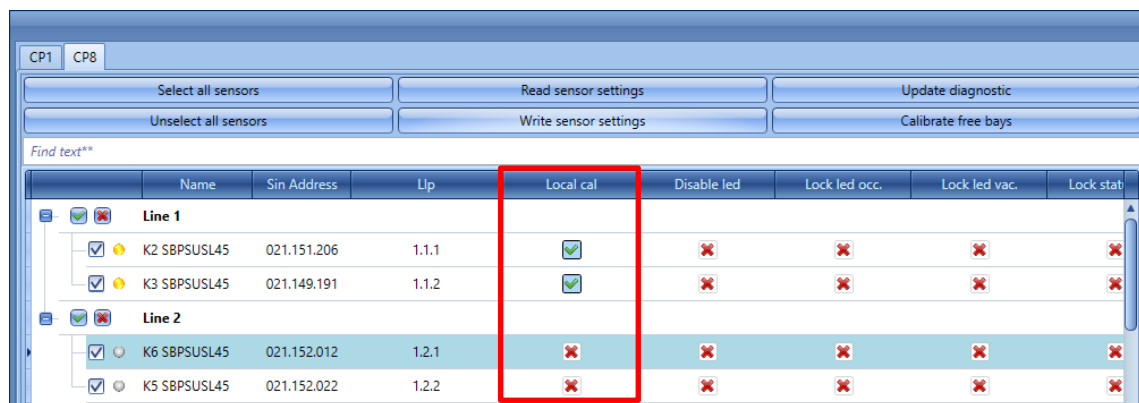 CP1 CP8
Select all sensors Read sensor settings Update diagnostic
Unselect all sensors Write sensor settings Calibrate free bays
Find text**
Name Sin Address Llp Local cal Disable led Lock led occ. Lock led vac. Lock stat
Line 1
K2 SBPSUSL45 021.151.206 1.1.1
K3 SBPSUSL45 021.149.191 1.1.2
Line 2
K6 SBPSUSL45 021.152.012 1.2.1
K5 SBPSUSL45 021.152.022 1.2.2